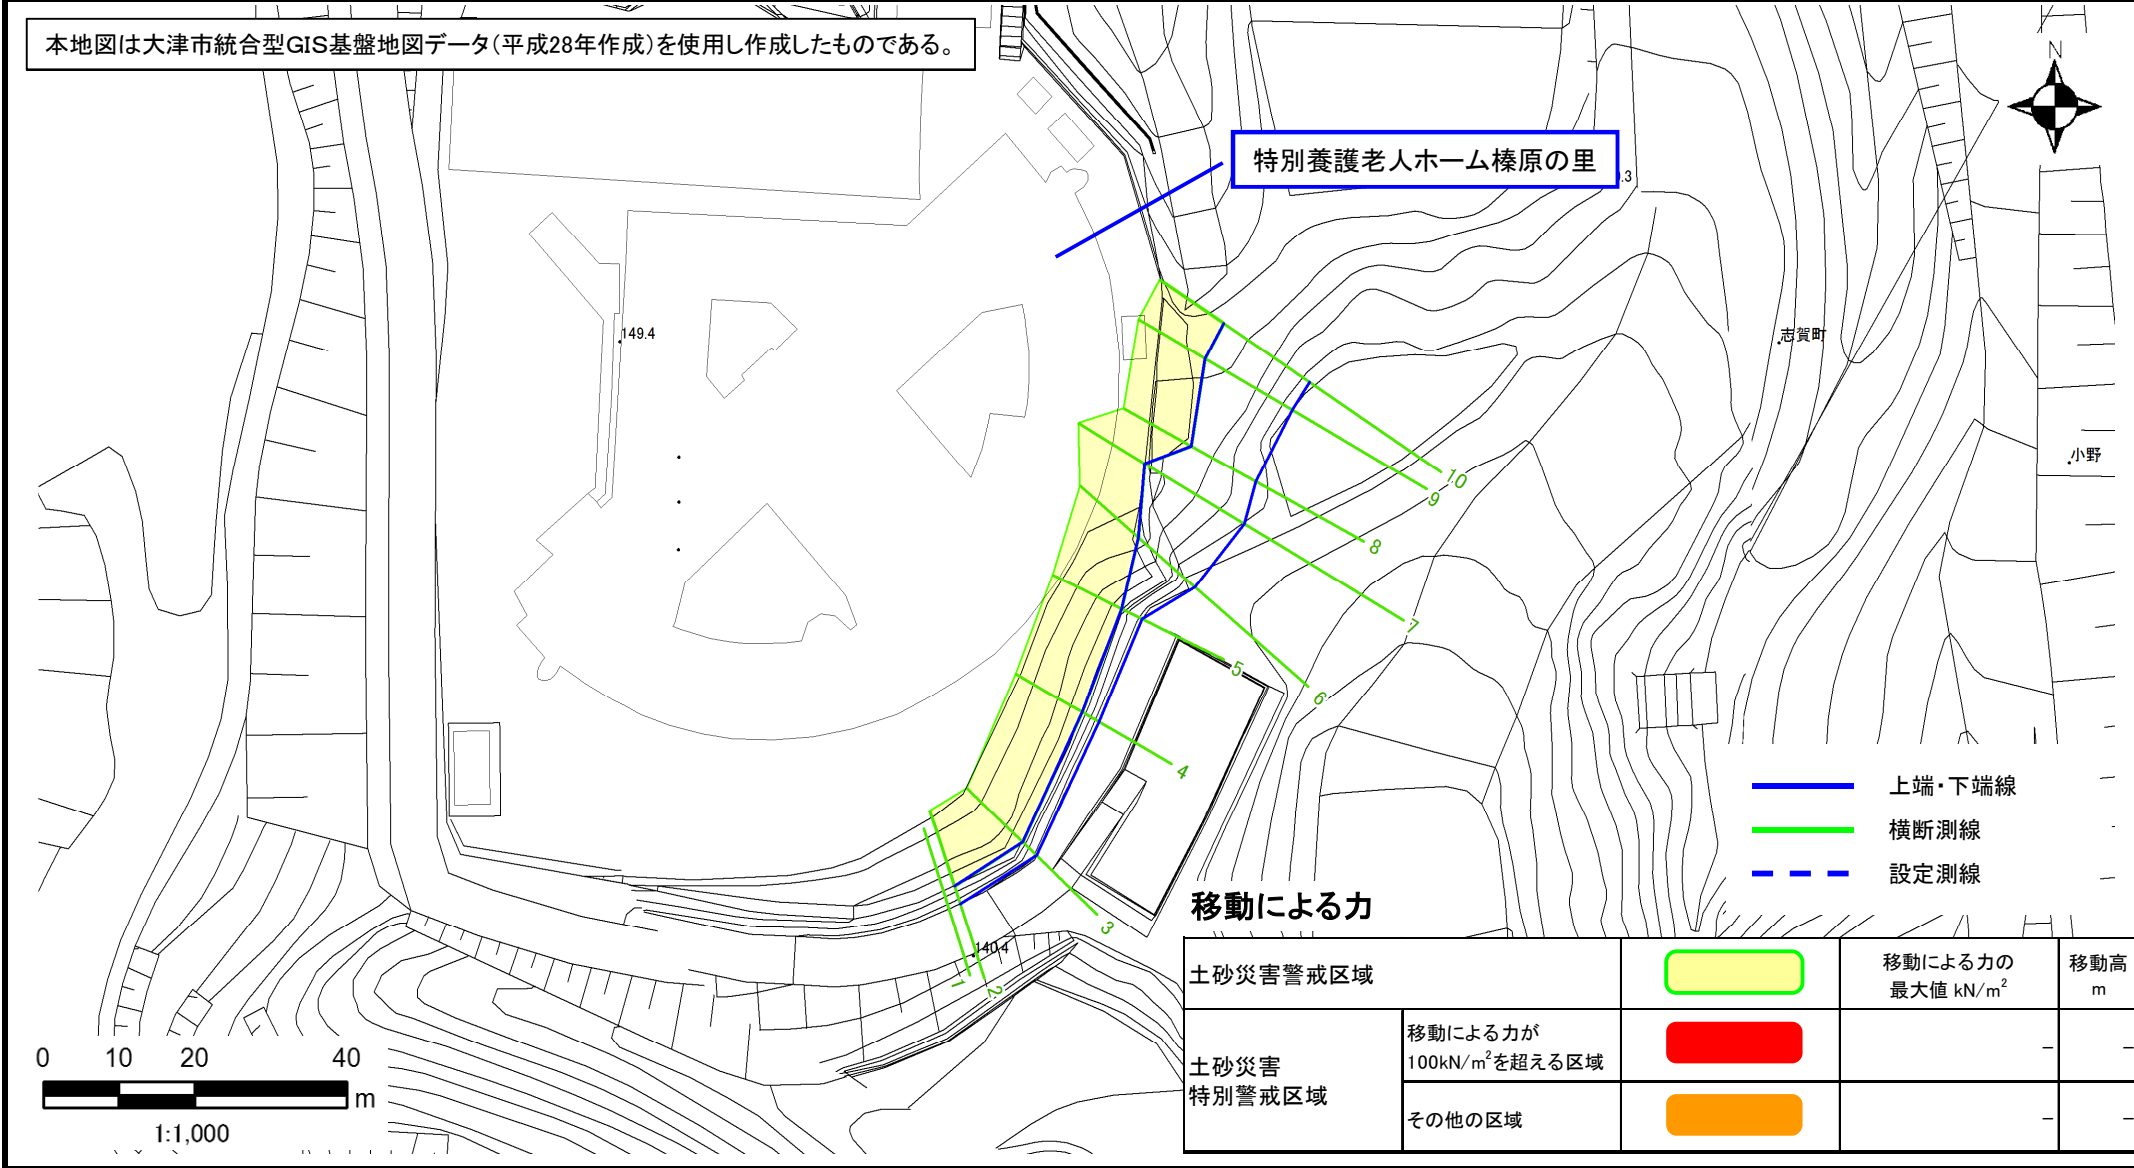 本地図は大津市統合型GIS基盤地図データ(平成28年作成)を使用し作成したものである。
N
特別養護老人ホーム榛原の里
.3
149.4
志賀町
小野
10
9
8
7
6
5
4
3
2
1
140.4
上端・下端線
横断測線
設定測線
移動による力
土砂災害警戒区域
移動による力の
最大値 kN/m²
移動高
m
土砂災害
特別警戒区域
移動による力が
100kN/m²を超える区域
－ －
その他の区域
－ －
0 10 20 40
m
1:1,000